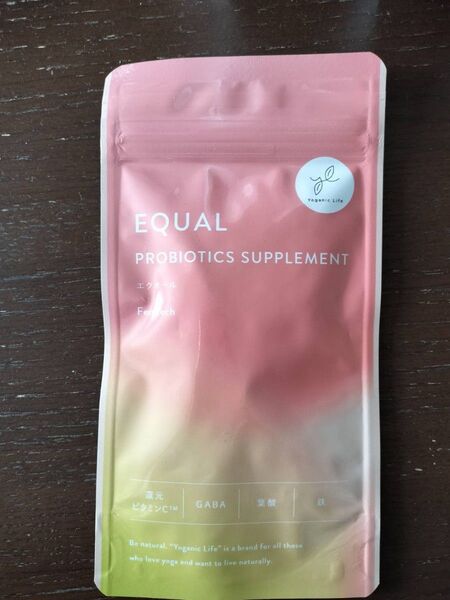 yl
Yoganic Life
EQUAL
PROBIOTICS SUPPLEMENT
エクオール
FemTech
還元
ビタミンC™
GABA
葉酸
鉄
Be natural. "Yoganic Life" is a brand for all those
who love yoga and want to live naturally.